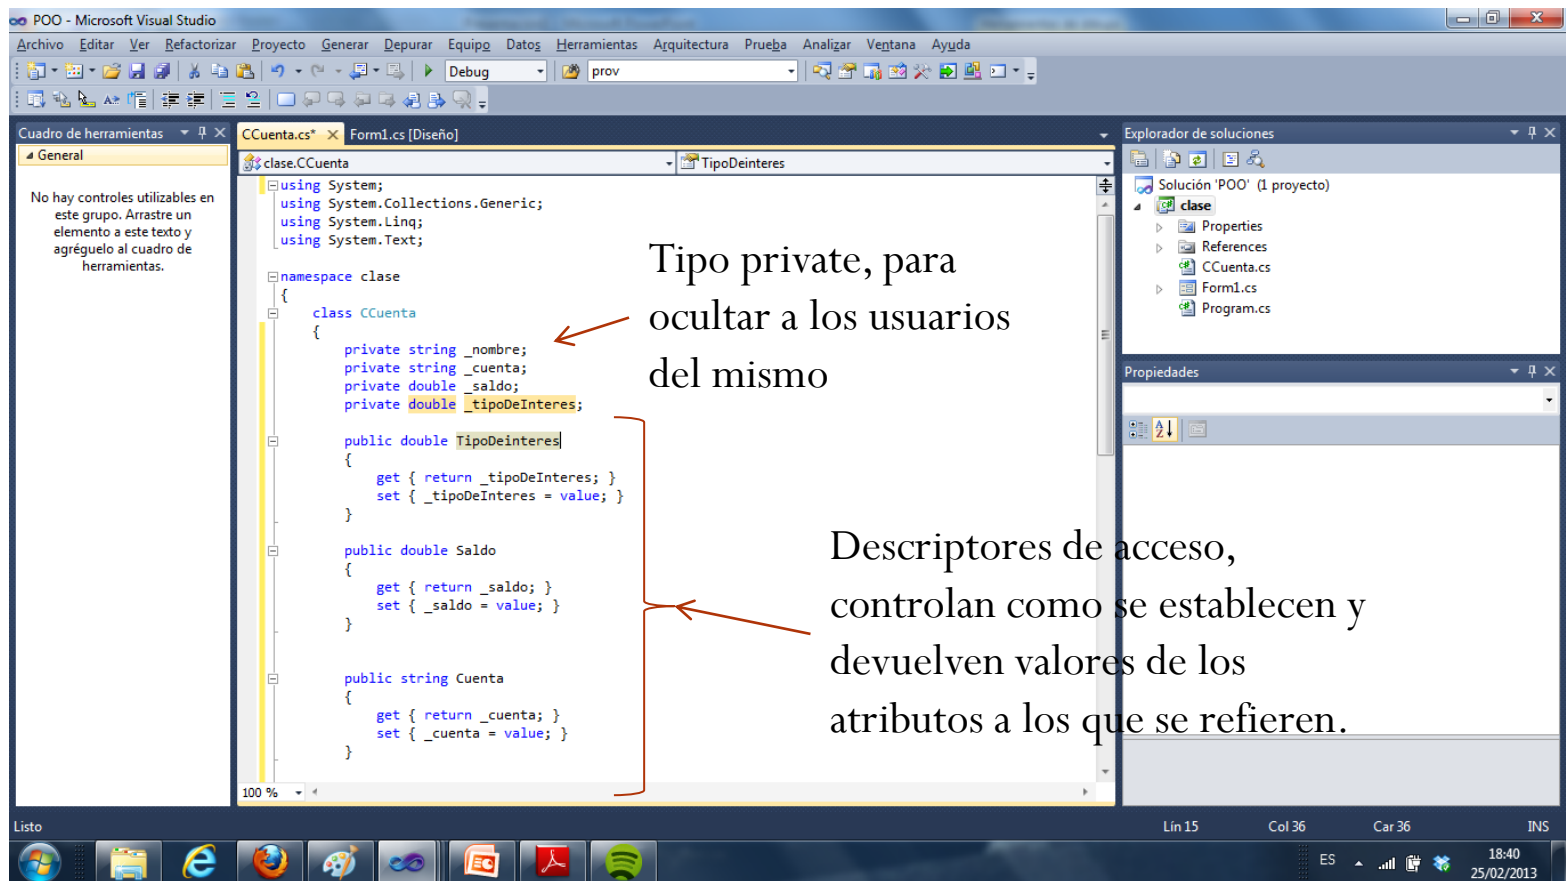 POO - Microsoft Visual Studio
Archivo Editar Ver Refactorizar Proyecto Generar Depurar Equipo Datos Herramientas Arquitectura Prueba Analizar Ventana Ayuda
Debug prov
Cuadro de herramientas
General
No hay controles utilizables en
este grupo. Arrastre un
elemento a este texto y
agréguelo al cuadro de
herramientas.
CCuenta.cs* Form1.cs [Diseño]
clase.CCuenta TipoDeinteres
using System;
using System.Collections.Generic;
using System.Linq;
using System.Text;
namespace clase
{
class CCuenta
{
private string _nombre;
private string _cuenta;
private double _saldo;
private double _tipoDeInteres;
public double TipoDeinteres
{
get { return _tipoDeInteres; }
set { _tipoDeInteres = value; }
}
public double Saldo
{
get { return _saldo; }
set { _saldo = value; }
}
public string Cuenta
{
get { return _cuenta; }
set { _cuenta = value; }
}
100 %
Tipo private, para
ocultar a los usuarios
del mismo
Descriptores de acceso,
controlan como se establecen y
devuelven valores de los
atributos a los que se refieren.
Explorador de soluciones
Solución 'POO' (1 proyecto)
clase
Properties
References
CCuenta.cs
Form1.cs
Program.cs
Propiedades
Listo
Lín 15 Col 36 Car 36 INS
ES
18:40
25/02/2013